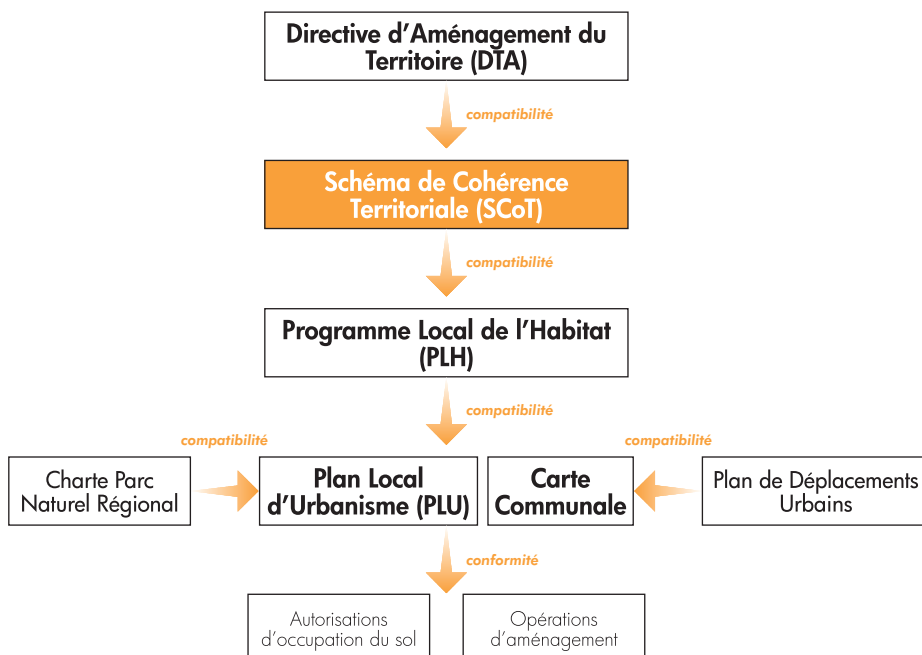 Directive d’Aménagement du
Territoire (DTA)
compatibilité
Schéma de Cohérence
Territoriale (SCoT)
compatibilité
Programme Local de l’Habitat
(PLH)
compatibilité
compatibilité
compatibilité
Charte Parc
Naturel Régional
Plan Local
d’Urbanisme (PLU)
Carte
Communale
Plan de Déplacements
Urbains
conformité
Autorisations
d’occupation du sol
Opérations
d’aménagement